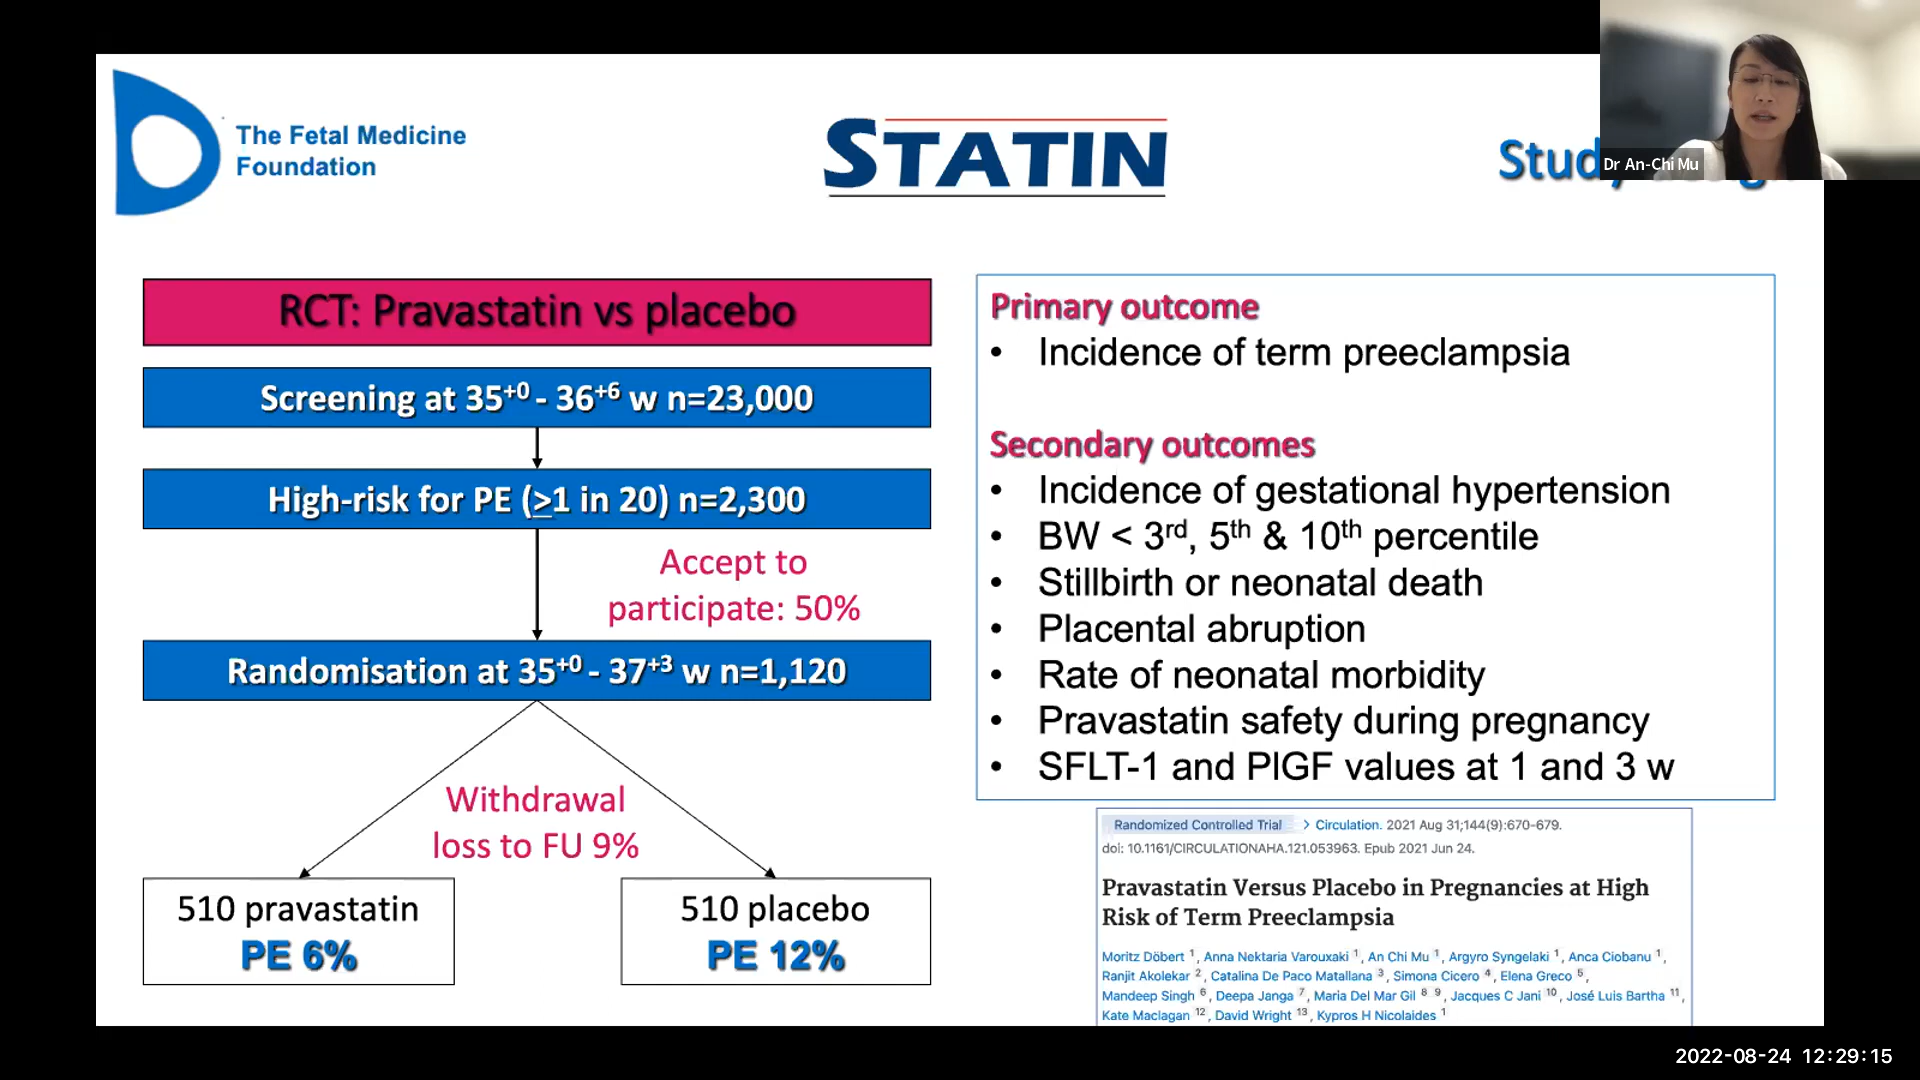 The Fetal Medicine
Foundation
STATIN
Dr An-Chi Mu
RCT: Pravastatin vs placebo
Screening at 35⁺⁰ - 36⁺⁶ w n=23,000
High-risk for PE (≥1 in 20) n=2,300
Accept to
participate: 50%
Randomisation at 35⁺⁰ - 37⁺³ w n=1,120
Withdrawal
loss to FU 9%
510 pravastatin
PE 6%
510 placebo
PE 12%
Primary outcome
• Incidence of term preeclampsia
Secondary outcomes
• Incidence of gestational hypertension
• BW < 3ʳᵈ, 5ᵗʰ & 10ᵗʰ percentile
• Stillbirth or neonatal death
• Placental abruption
• Rate of neonatal morbidity
• Pravastatin safety during pregnancy
• SFLT-1 and PlGF values at 1 and 3 w
Randomized Controlled Trial > Circulation. 2021 Aug 31;144(9):670-679.
doi: 10.1161/CIRCULATIONAHA.121.053963. Epub 2021 Jun 24.
Pravastatin Versus Placebo in Pregnancies at High
Risk of Term Preeclampsia
Moritz Döbert ¹, Anna Nektaria Varouxaki ¹, An Chi Mu ¹, Argyro Syngelaki ¹, Anca Ciobanu ¹,
Ranjit Akolekar ², Catalina De Paco Matallana ³, Simona Cicero ⁴, Elena Greco ⁵,
Mandeep Singh ⁶, Deepa Janga ⁷, Maria Del Mar Gil ⁸ ⁹, Jacques C Jani ¹⁰, José Luis Bartha ¹¹,
Kate Maclagan ¹², David Wright ¹³, Kypros H Nicolaides ¹
2022-08-24 12:29:15